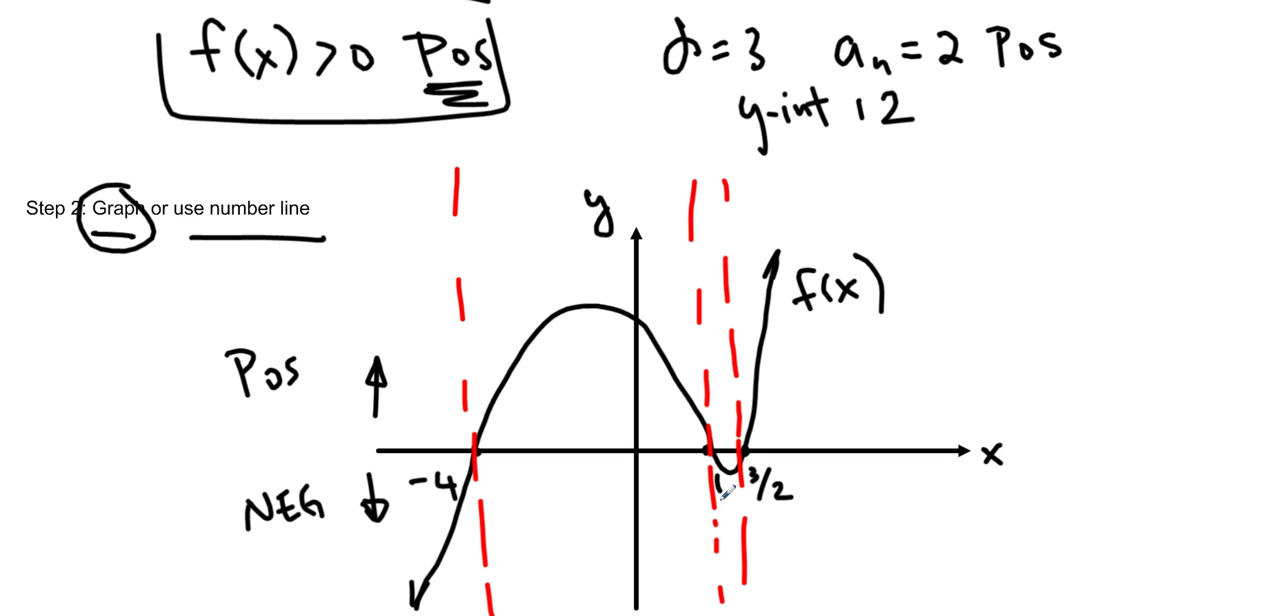 f(x) > 0 Pos
d = 3 aₙ = 2 Pos
y-int 12
Step 2: Graph or use number line
y
f(x)
Pos
x
-4
1
3/2
NEG